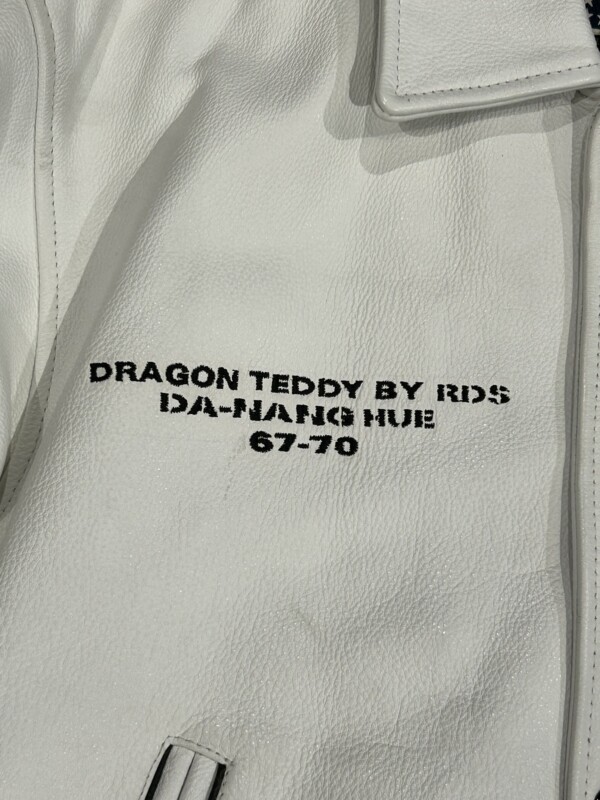 DRAGON TEDDY BY RDS
DA-NANG HUE
67-70